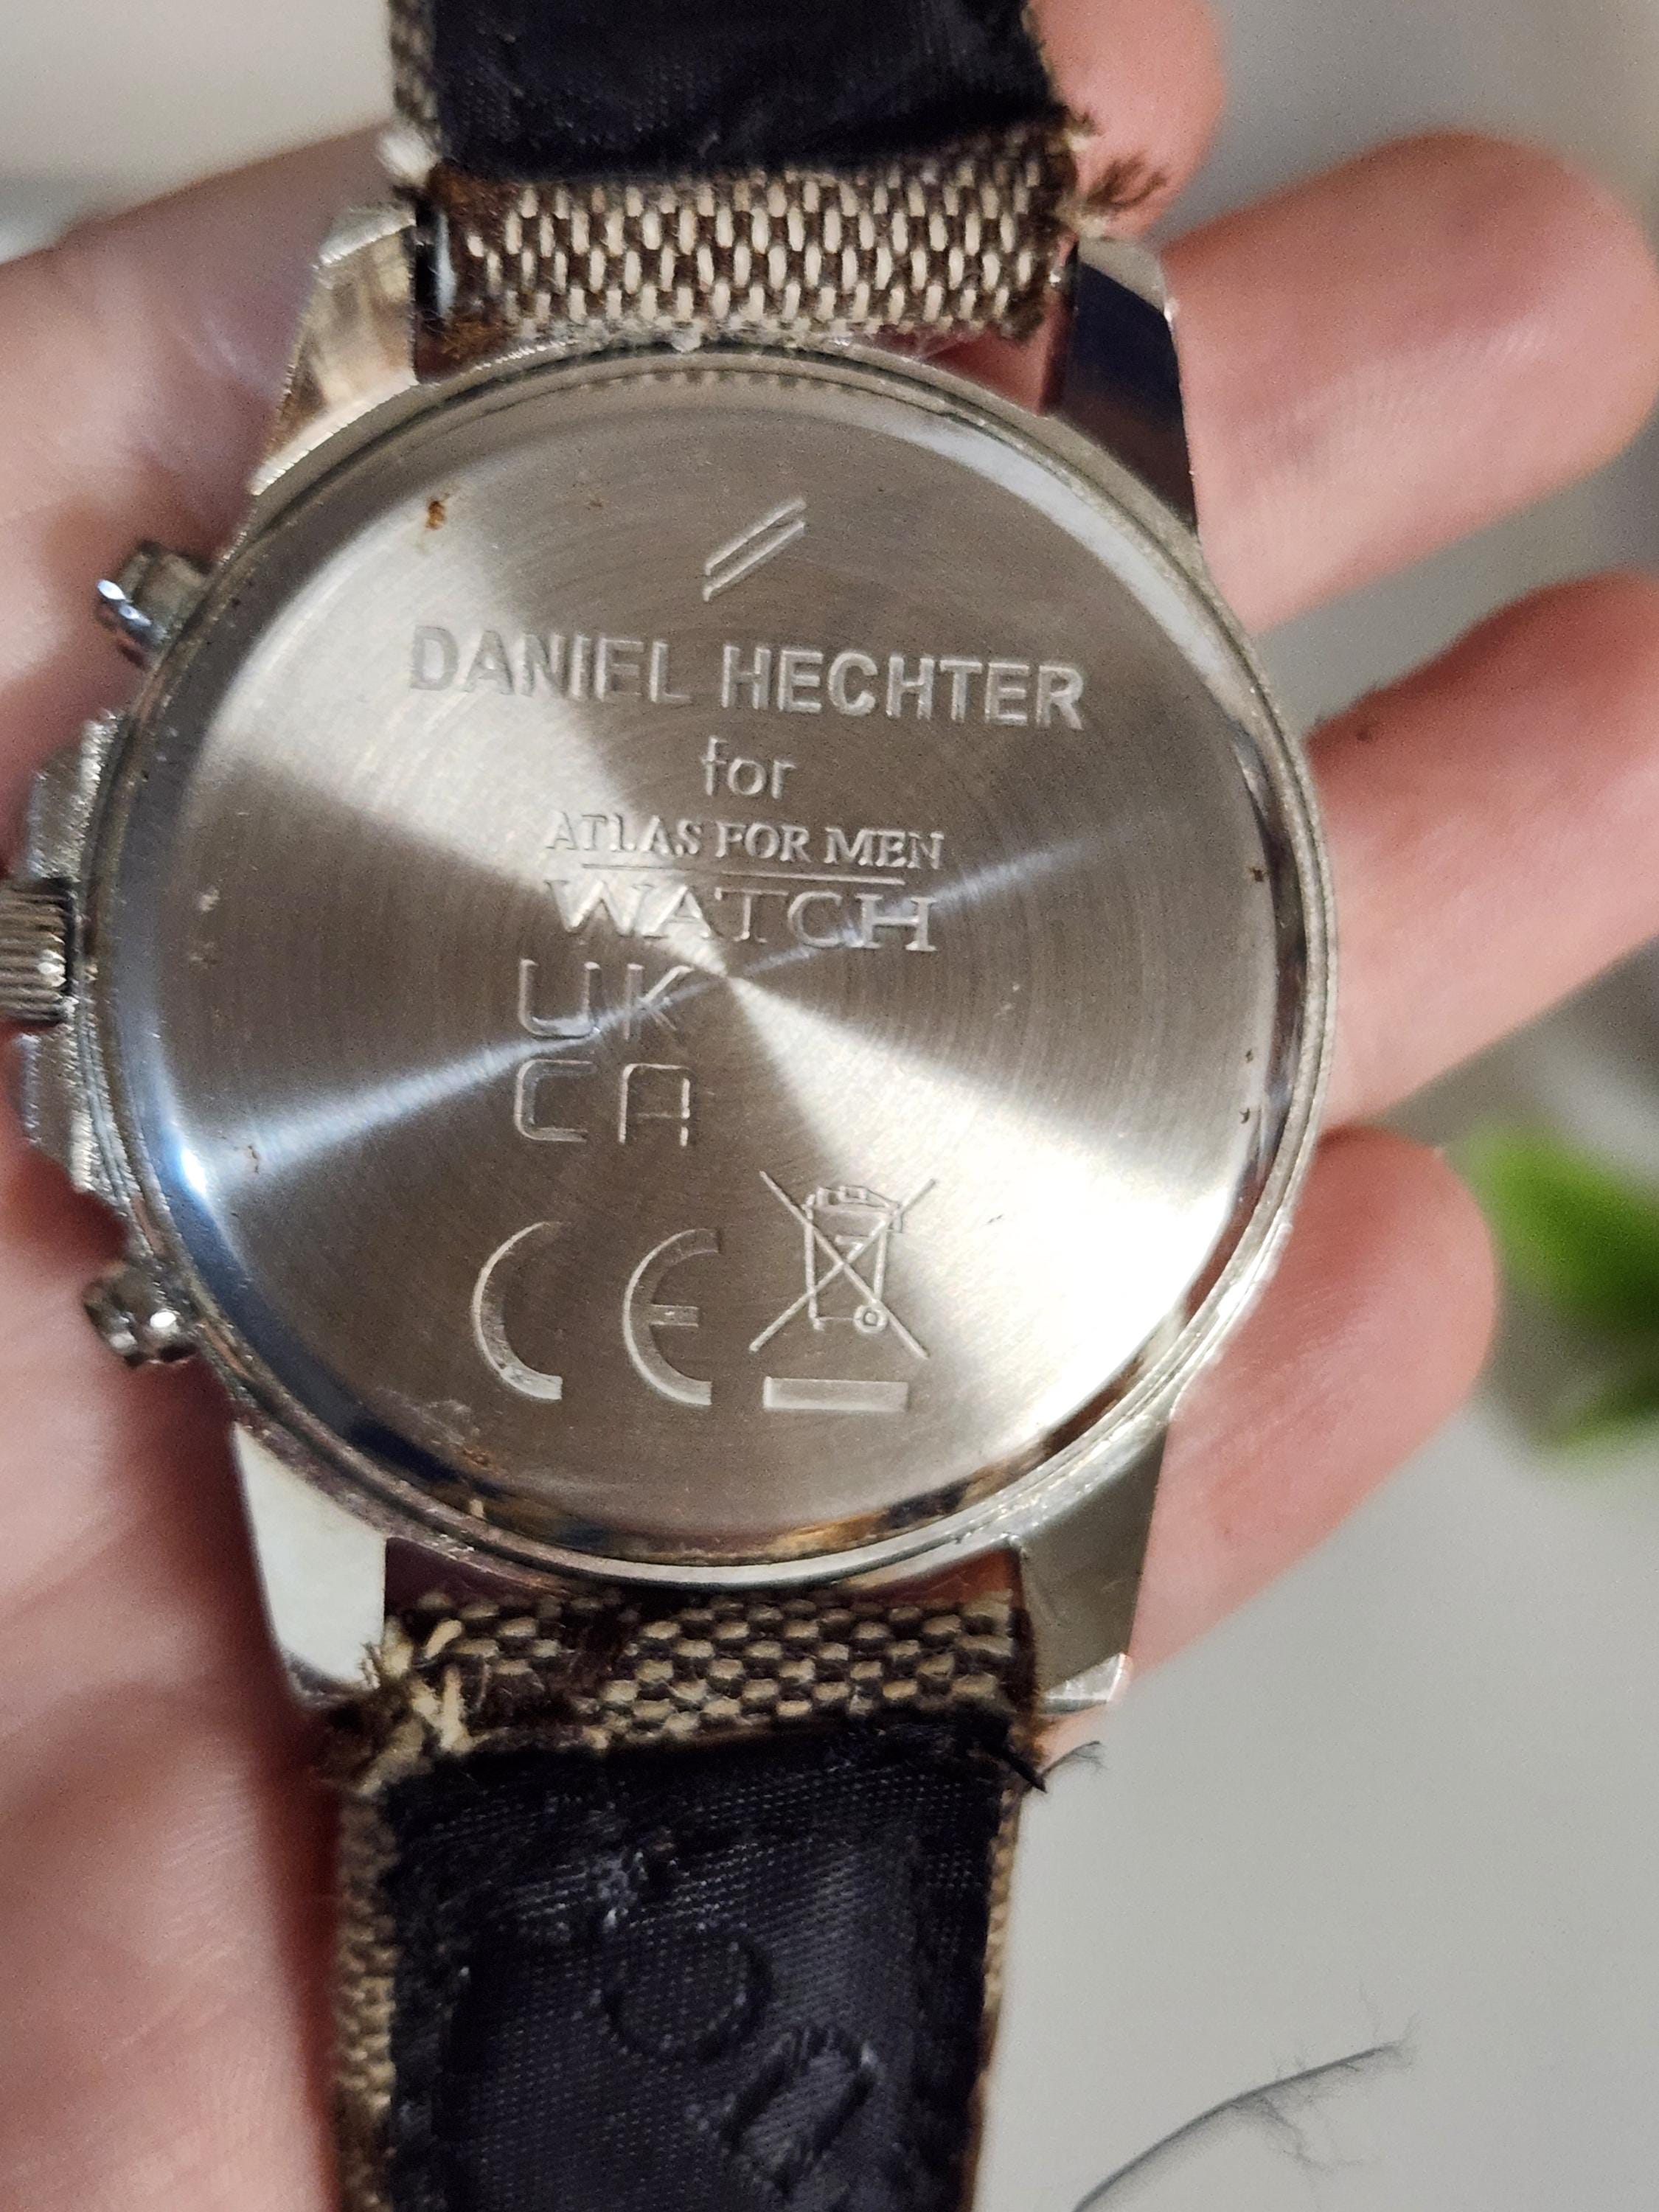 DANIEL HECHTER
for
ATLAS FOR MEN
WATCH
UK
CA
CE